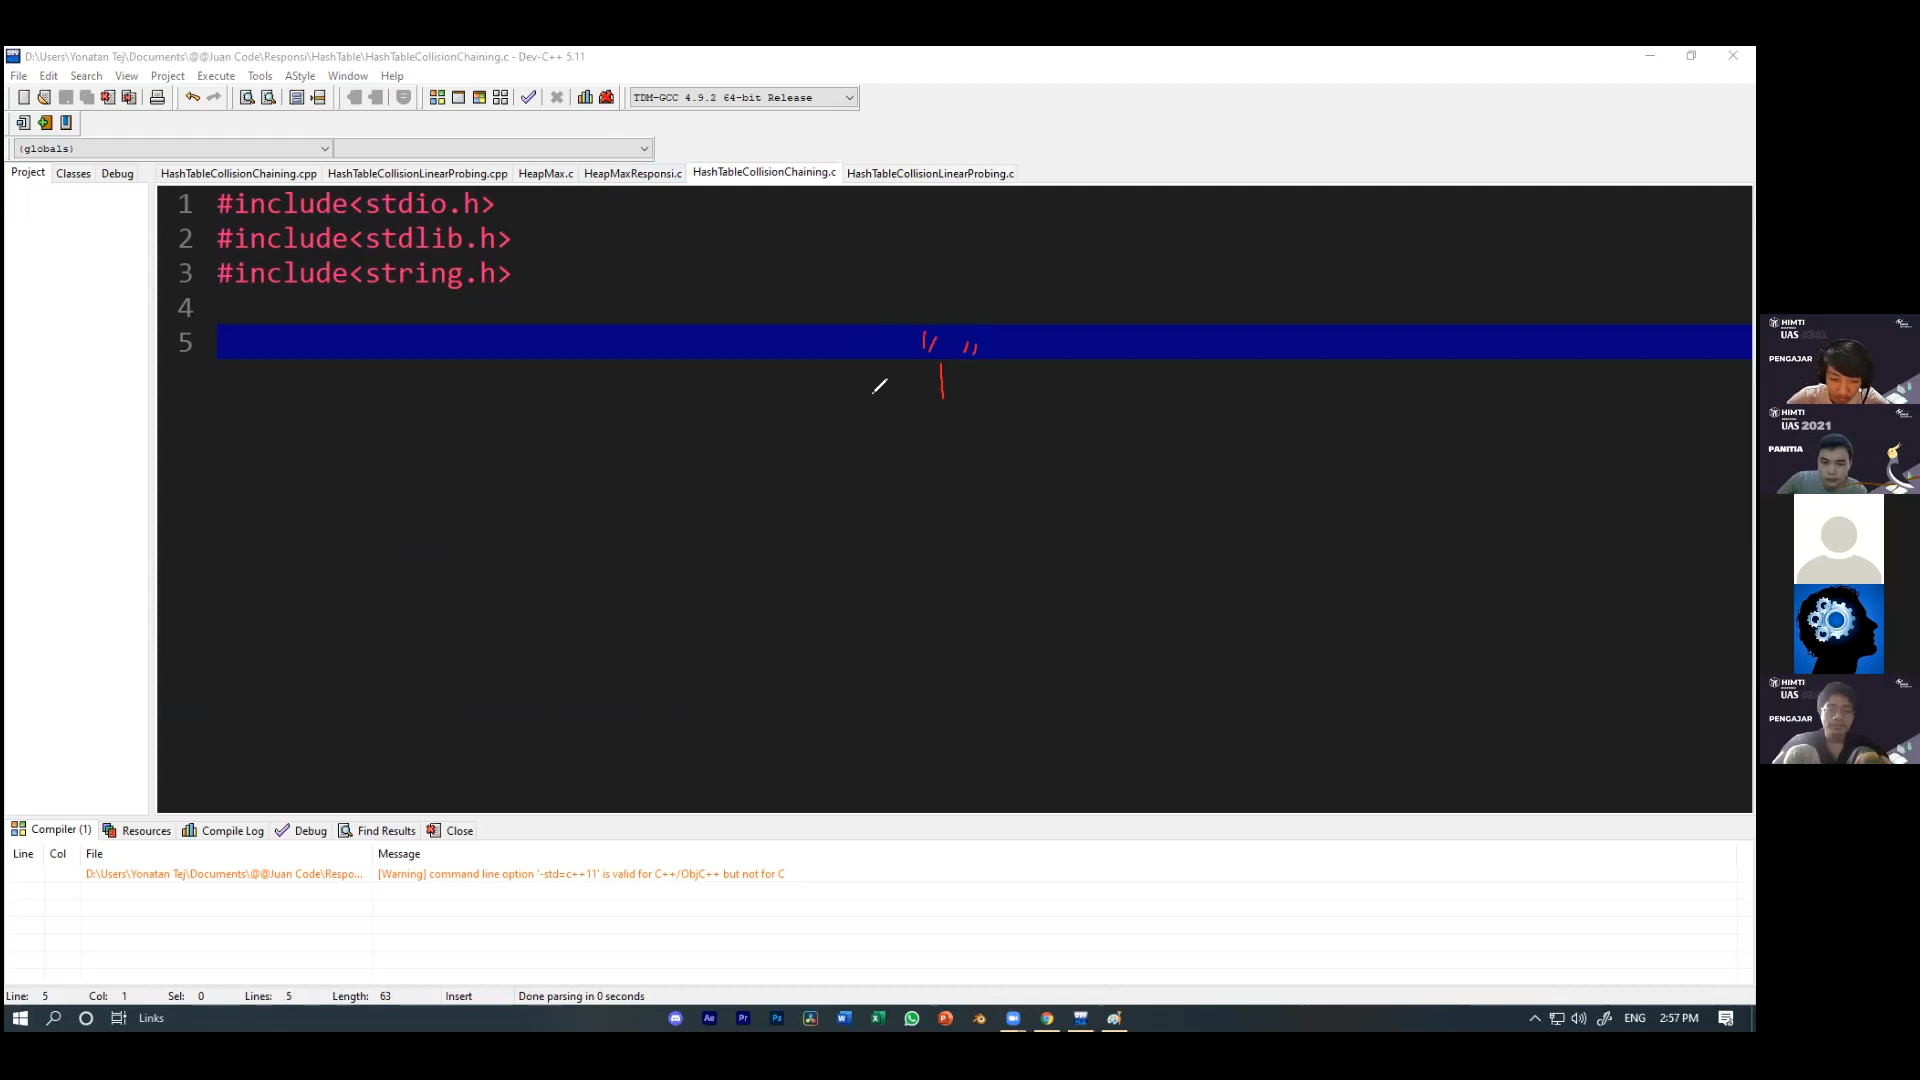 D:\Users\Yonatan Tej\Documents\@@Juan Code\Responsi\HashTable\HashTableCollisionChaining.c - Dev-C++ 5.11
File Edit Search View Project Execute Tools AStyle Window Help
TDM-GCC 4.9.2 64-bit Release
(globals)
Project Classes Debug HashTableCollisionChaining.cpp HashTableCollisionLinearProbing.cpp HeapMax.c HeapMaxResponsi.c HashTableCollisionChaining.c HashTableCollisionLinearProbing.c
1 #include<stdio.h>
2 #include<stdlib.h>
3 #include<string.h>
4
5
HIMTI
UAS
PENGAJAR
HIMTI
UAS 2021
PANITIA
HIMTI
UAS
PENGAJAR
Compiler (1) Resources Compile Log Debug Find Results Close
Line Col File Message
D:\Users\Yonatan Tej\Documents\@@Juan Code\Respo... [Warning] command line option '-std=c++11' is valid for C++/ObjC++ but not for C
Line: 5 Col: 1 Sel: 0 Lines: 5 Length: 63 Insert Done parsing in 0 seconds
Links ENG 2:57 PM